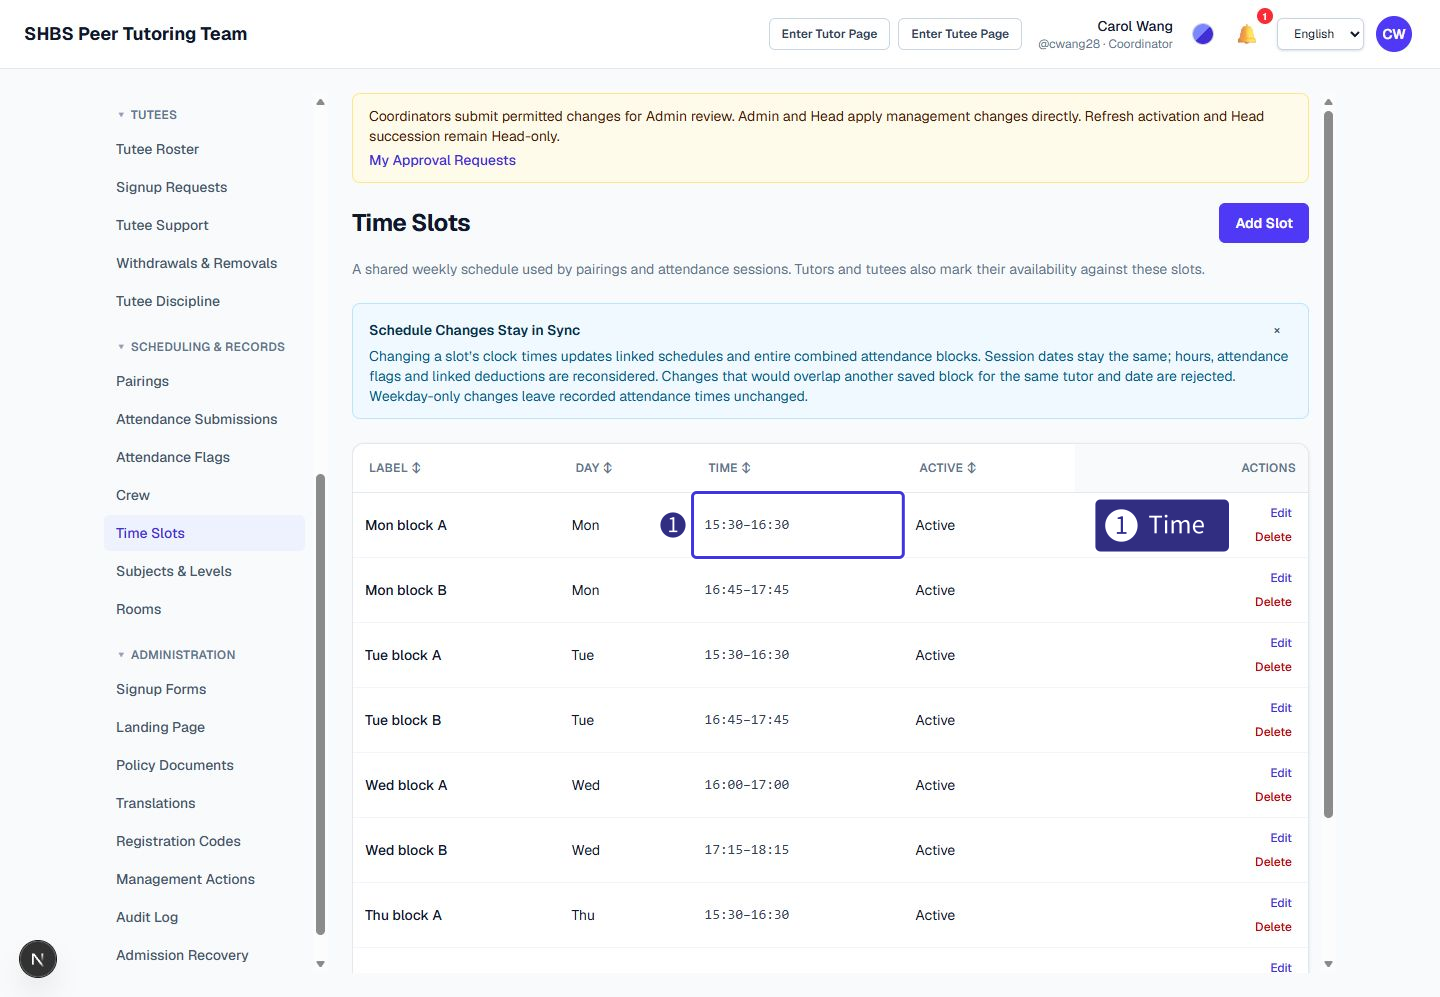 SHBS Peer Tutoring Team
Enter Tutor Page
Enter Tutee Page
Carol Wang
@cwang28 · Coordinator
1
English
CW
TUTEES
Tutee Roster
Signup Requests
Tutee Support
Withdrawals & Removals
Tutee Discipline
SCHEDULING & RECORDS
Pairings
Attendance Submissions
Attendance Flags
Crew
Time Slots
Subjects & Levels
Rooms
ADMINISTRATION
Signup Forms
Landing Page
Policy Documents
Translations
Registration Codes
Management Actions
Audit Log
Admission Recovery
N
Coordinators submit permitted changes for Admin review. Admin and Head apply management changes directly. Refresh activation and Head
succession remain Head-only.
My Approval Requests
Time Slots
Add Slot
A shared weekly schedule used by pairings and attendance sessions. Tutors and tutees also mark their availability against these slots.
Schedule Changes Stay in Sync
×
Changing a slot's clock times updates linked schedules and entire combined attendance blocks. Session dates stay the same; hours, attendance
flags and linked deductions are reconsidered. Changes that would overlap another saved block for the same tutor and date are rejected.
Weekday-only changes leave recorded attendance times unchanged.
LABEL DAY TIME ACTIVE ACTIONS
Mon block A Mon 1 15:30–16:30 Active 1 Time Edit
Delete
Mon block B Mon 16:45–17:45 Active Edit
Delete
Tue block A Tue 15:30–16:30 Active Edit
Delete
Tue block B Tue 16:45–17:45 Active Edit
Delete
Wed block A Wed 16:00–17:00 Active Edit
Delete
Wed block B Wed 17:15–18:15 Active Edit
Delete
Thu block A Thu 15:30–16:30 Active Edit
Delete
Edit